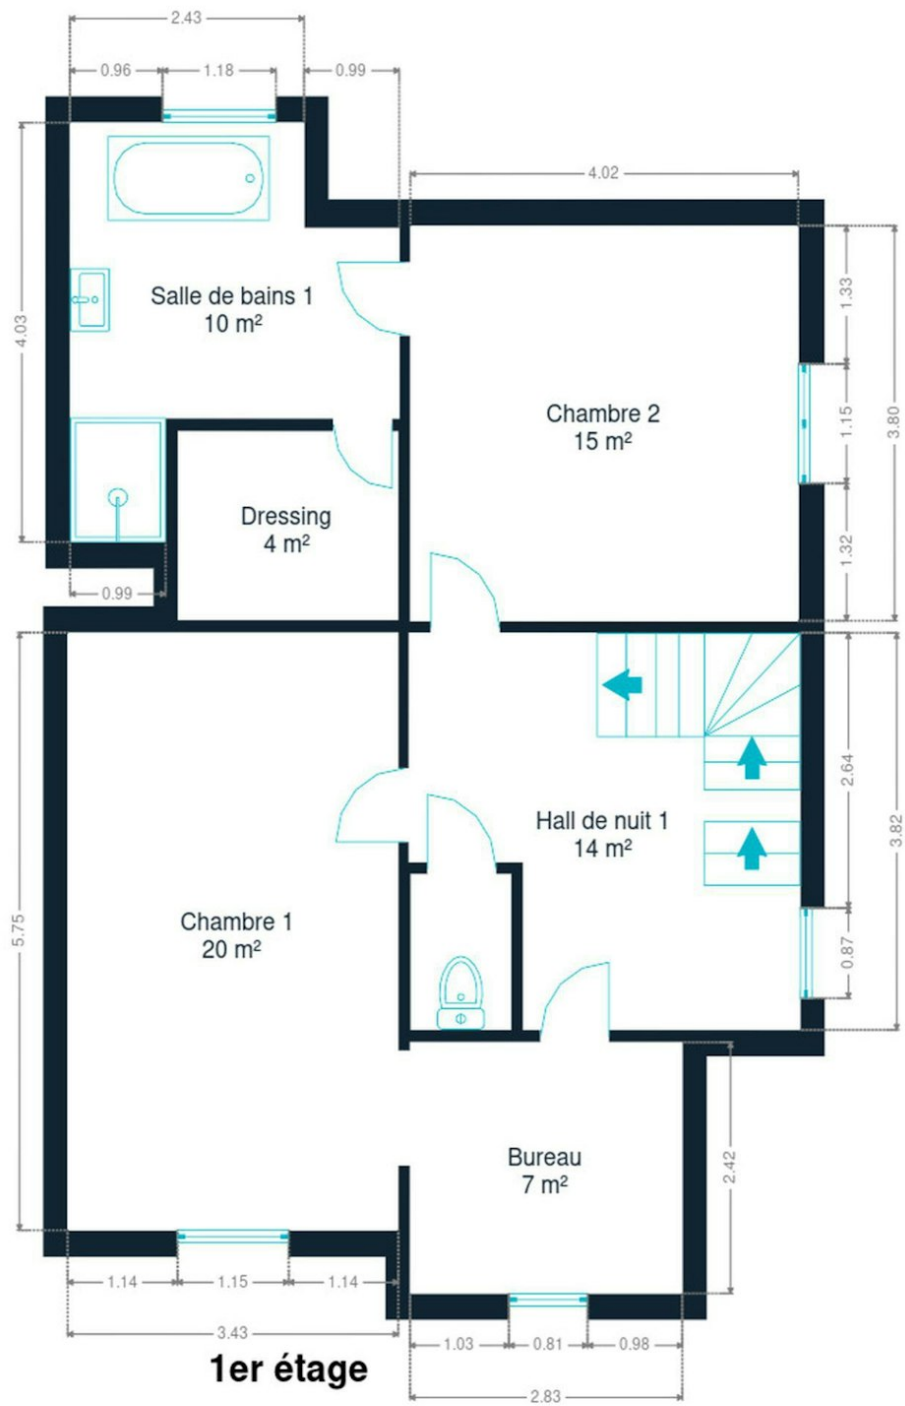 2.43
0.96
1.18
0.99
4.02
1.33
Salle de bains 1
10 m²
4.03
3.80
1.15
Chambre 2
15 m²
Dressing
4 m²
1.32
0.99
2.64
Hall de nuit 1
14 m²
3.82
Chambre 1
20 m²
5.75
0.87
Bureau
7 m²
2.42
1.14
1.15
1.14
3.43
1.03
0.81
0.98
1er étage
2.83